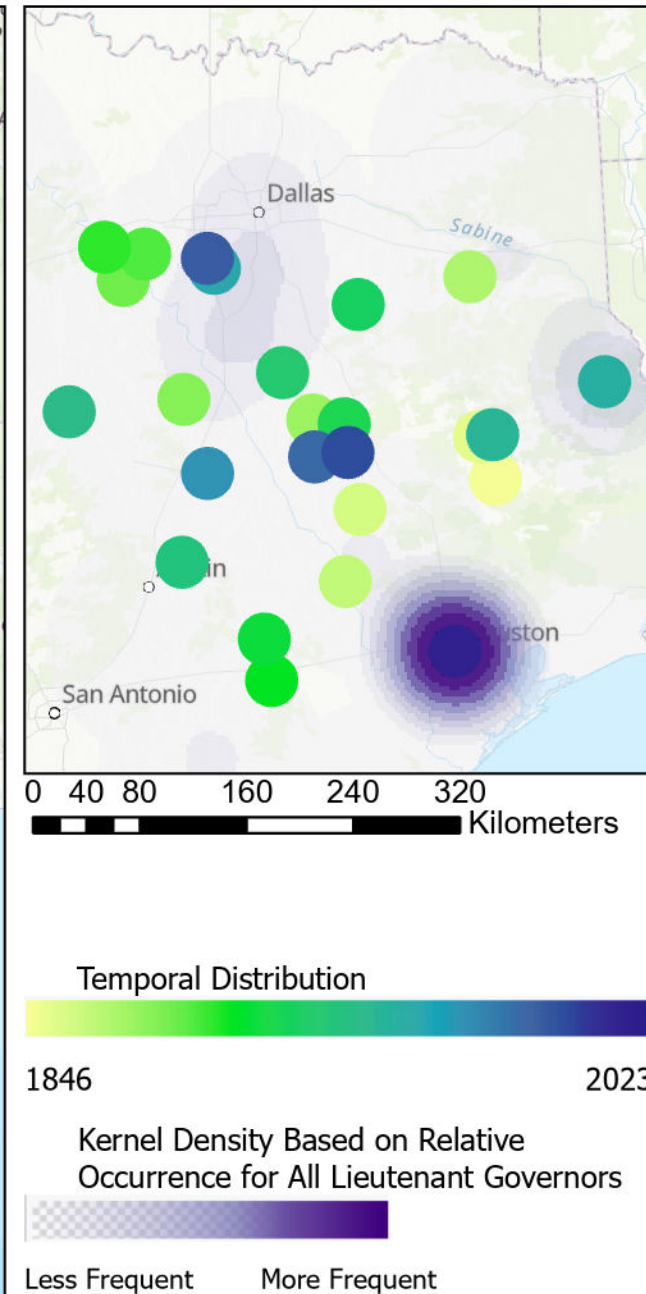 Dallas
Sabine
San Antonio
0 40 80 160 240 320
Kilometers
Temporal Distribution
1846 2023
Kernel Density Based on Relative
Occurrence for All Lieutenant Governors
Less Frequent More Frequent